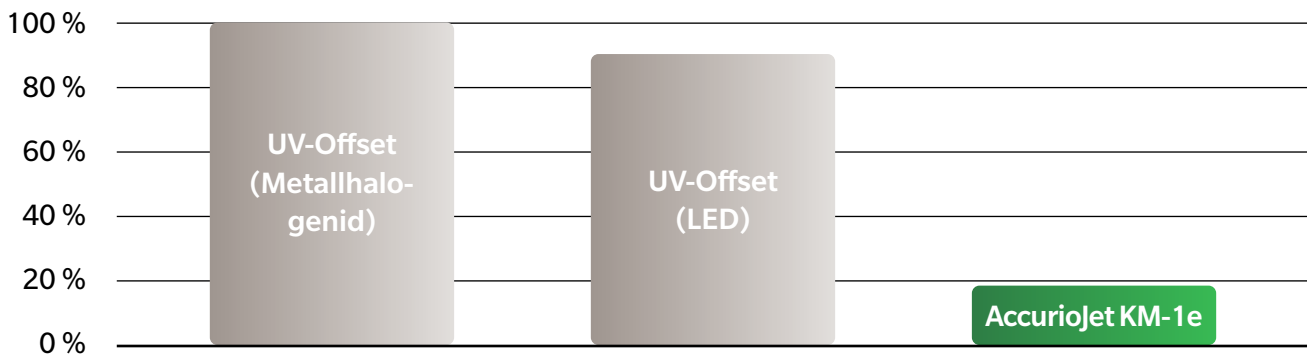 100 %
80 %
60 %
40 %
20 %
0 %
UV-Offset
(Metallhalo-
genid)
UV-Offset
(LED)
AccurioJet KM-1e